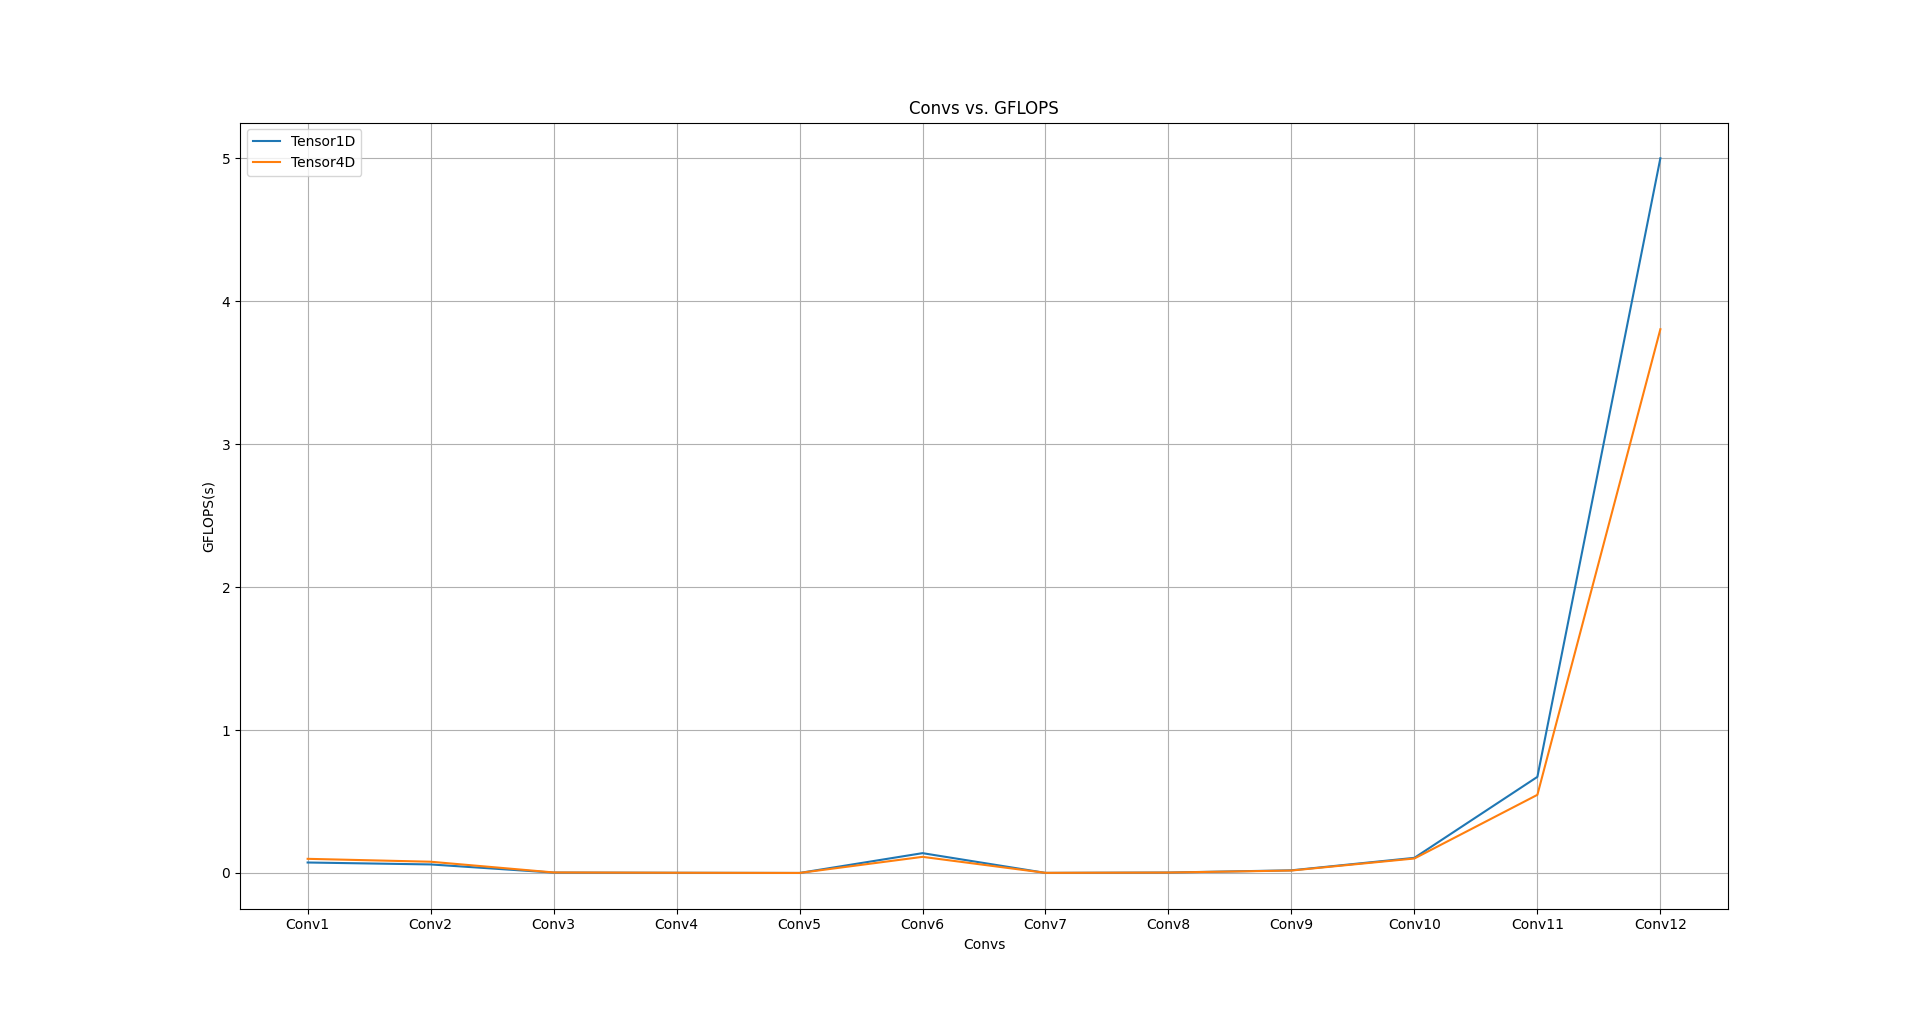 Convs vs. GFLOPS
Tensor1D
Tensor4D
5
4
3
2
1
0
GFLOPS(s)
Conv1 Conv2 Conv3 Conv4 Conv5 Conv6 Conv7 Conv8 Conv9 Conv10 Conv11 Conv12
Convs